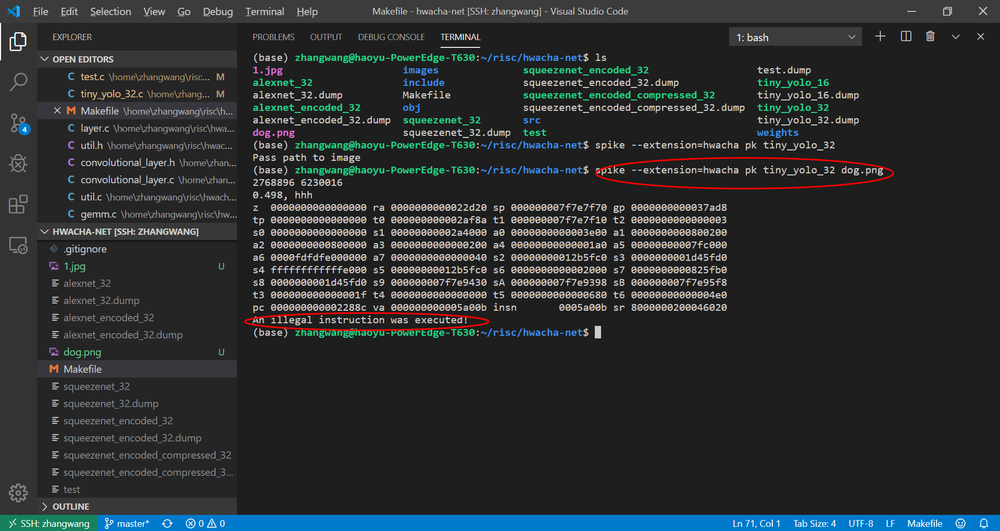 File Edit Selection View Go Debug Terminal Help Makefile - hwacha-net [SSH: zhangwang] - Visual Studio Code
EXPLORER
OPEN EDITORS
C test.c \home\zhangwang\risc... M
C tiny_yolo_32.c \home\zhang... M
M Makefile \home\zhangwang\risc\h...
C layer.c \home\zhangwang\risc\hwa...
C util.h \home\zhangwang\risc\hwac...
C convolutional_layer.h \home\zhan...
C convolutional_layer.c \home\zhan...
C util.c \home\zhangwang\risc\hwach...
C gemm.c \home\zhangwang\risc\hw...
HWACHA-NET [SSH: ZHANGWANG]
.gitignore
1.jpg U
alexnet_32
alexnet_32.dump
alexnet_encoded_32
alexnet_encoded_32.dump
dog.png U
M Makefile
squeezenet_32
squeezenet_32.dump
squeezenet_encoded_32
squeezenet_encoded_32.dump
squeezenet_encoded_compressed_32
squeezenet_encoded_compressed_3...
test
OUTLINE
4
PROBLEMS OUTPUT DEBUG CONSOLE TERMINAL 1: bash
(base) zhangwang@haoyu-PowerEdge-T630:~/risc/hwacha-net$ ls
1.jpg images squeezenet_encoded_32 test.dump
alexnet_32 include squeezenet_encoded_32.dump tiny_yolo_16
alexnet_32.dump Makefile squeezenet_encoded_compressed_32 tiny_yolo_16.dump
alexnet_encoded_32 obj squeezenet_encoded_compressed_32.dump tiny_yolo_32
alexnet_encoded_32.dump squeezenet_32 src tiny_yolo_32.dump
dog.png squeezenet_32.dump test weights
(base) zhangwang@haoyu-PowerEdge-T630:~/risc/hwacha-net$ spike --extension=hwacha pk tiny_yolo_32
Pass path to image
(base) zhangwang@haoyu-PowerEdge-T630:~/risc/hwacha-net$ spike --extension=hwacha pk tiny_yolo_32 dog.png
2768896 6230016
0.498, hhh
z 0000000000000000 ra 0000000000022d20 sp 000000007f7e7f70 gp 0000000000037ad8
tp 0000000000000000 t0 000000000002af8a t1 000000007f7e7f10 t2 0000000000000003
s0 0000000000000000 s1 000000000002a4000 a0 0000000000003e00 a1 0000000000800200
a2 0000000000800000 a3 0000000000000200 a4 00000000000001a0 a5 00000000007fc000
a6 0000fdfdfe000000 a7 0000000000000040 s2 00000000012b5fc0 s3 0000000001d45fd0
s4 ffffffffffffe000 s5 00000000012b5fc0 s6 0000000000002000 s7 0000000000825fb0
s8 0000000001d45fd0 s9 000000007f7e9430 sA 000000007f7e9398 sB 000000007f7e95f8
t3 000000000000001f t4 0000000000000000 t5 0000000000000680 t6 00000000000004e0
pc 000000000002288c va 000000000005a00b insn 0005a00b sr 8000000200046020
An illegal instruction was executed!
(base) zhangwang@haoyu-PowerEdge-T630:~/risc/hwacha-net$
SSH: zhangwang master* 0 0 Ln 71, Col 1 Tab Size: 4 UTF-8 LF Makefile